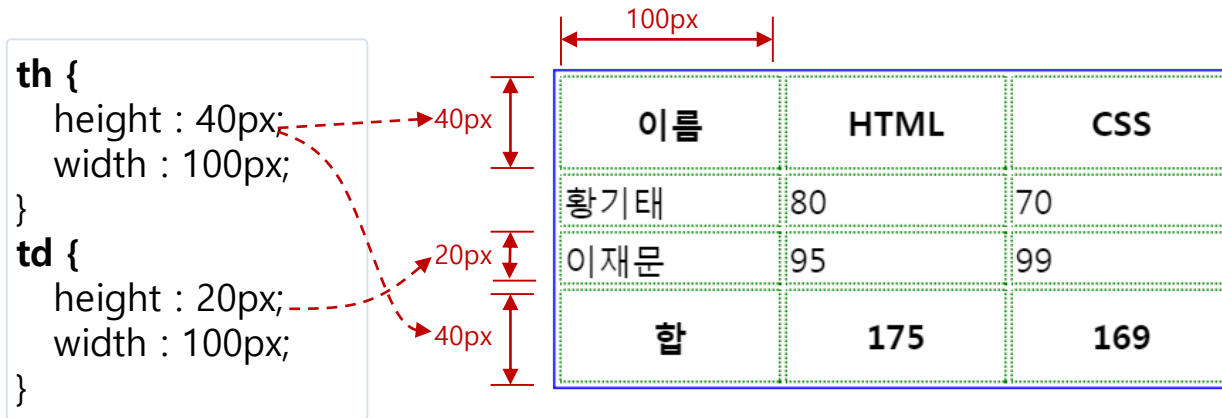 th {
height : 40px;
width : 100px;
}
td {
height : 20px;
width : 100px;
}
100px
40px
20px
40px
이름 HTML CSS
황기태 80 70
이재문 95 99
합 175 169